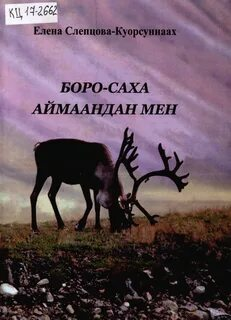 КЦ 17-2662
Елена Слепцова-Куорсуннаах
БОРО-САХА
АЙМААНДАН МЕН